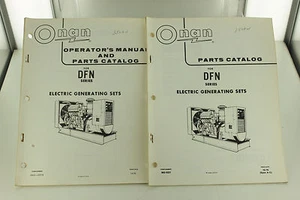 Onan
OPERATOR'S MANUAL
AND
PARTS CATALOG
FOR
DFN
SERIES
ELECTRIC GENERATING SETS
Onan
PARTS CATALOG
FOR
DFN
SERIES
ELECTRIC GENERATING SETS